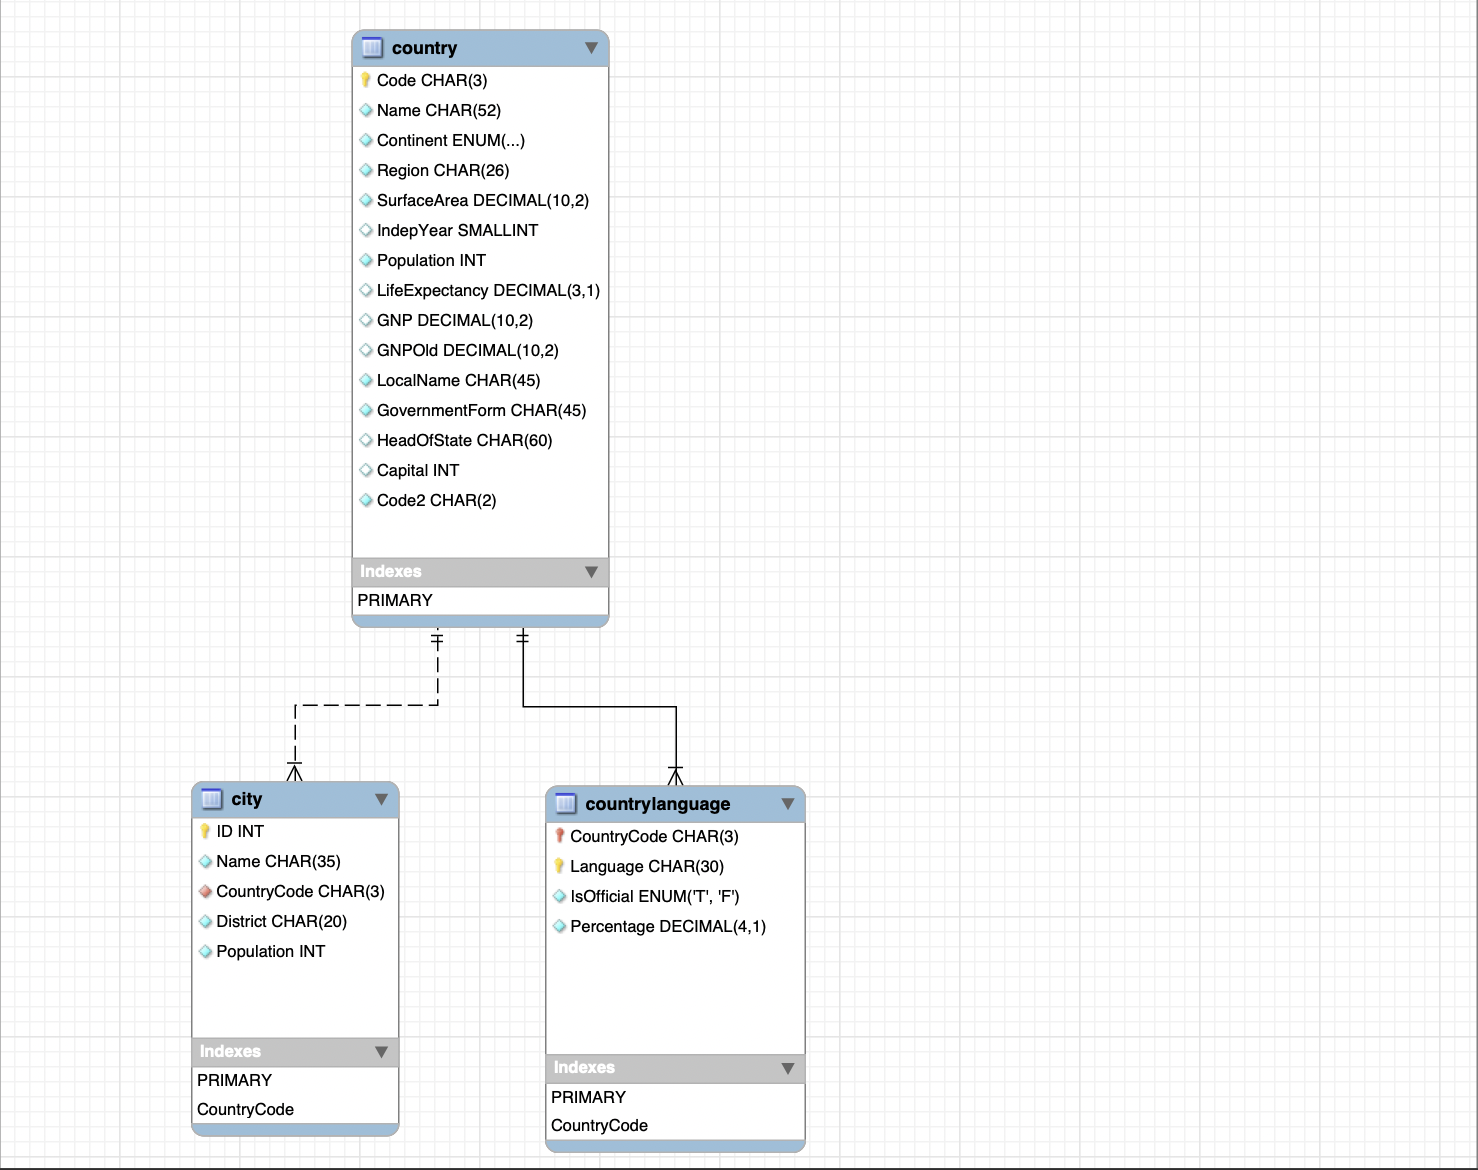 country
Code CHAR(3)
Name CHAR(52)
Continent ENUM(...)
Region CHAR(26)
SurfaceArea DECIMAL(10,2)
IndepYear SMALLINT
Population INT
LifeExpectancy DECIMAL(3,1)
GNP DECIMAL(10,2)
GNPOld DECIMAL(10,2)
LocalName CHAR(45)
GovernmentForm CHAR(45)
HeadOfState CHAR(60)
Capital INT
Code2 CHAR(2)
Indexes
PRIMARY
city
ID INT
Name CHAR(35)
CountryCode CHAR(3)
District CHAR(20)
Population INT
Indexes
PRIMARY
CountryCode
countrylanguage
CountryCode CHAR(3)
Language CHAR(30)
IsOfficial ENUM('T', 'F')
Percentage DECIMAL(4,1)
Indexes
PRIMARY
CountryCode